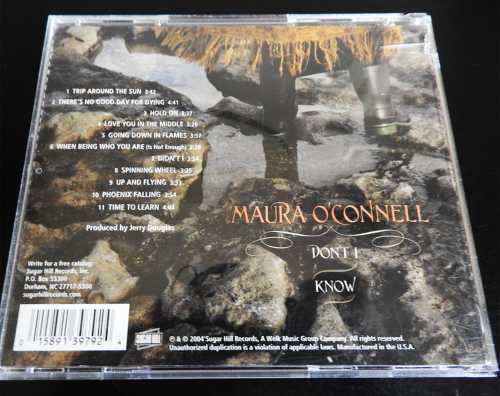 1 TRIP AROUND THE SUN 3:42
2 THERE'S NO GOOD DAY FOR DYING 4:41
3 HOLD ON 3:37
4 LOVE YOU IN THE MIDDLE 3:26
5 GOING DOWN IN FLAMES 3:57
6 WHEN BEING WHO YOU ARE (Is Not Enough) 3:28
7 DIDN'T I 3:54
8 SPINNING WHEEL 3:35
9 UP AND FLYING 3:53
10 PHOENIX FALLING 3:54
11 TIME TO LEARN 4:04
Produced by Jerry Douglas
MAURA O'CONNELL
DON'T I
KNOW
Write for a free catalog:
Sugar Hill Records, Inc.
P.O. Box 55300
Durham, NC 27717-5300
sugarhillrecords.com
0 15891 39792 4
SUGAR HILL
℗ & © 2004 Sugar Hill Records, A Welk Music Group Company. All rights reserved.
Unauthorized duplication is a violation of applicable laws. Manufactured in the U.S.A.